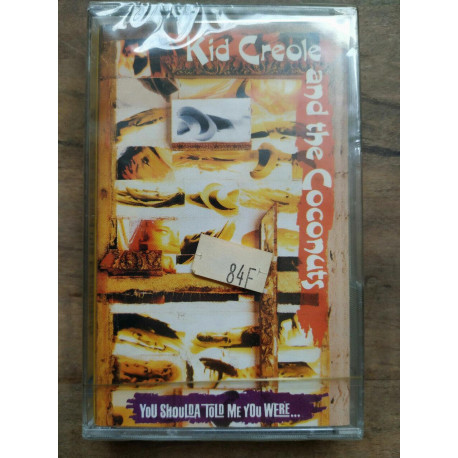 Kid Creole
and the Coconuts
84F
YOU SHOULDA TOLD ME YOU WERE...